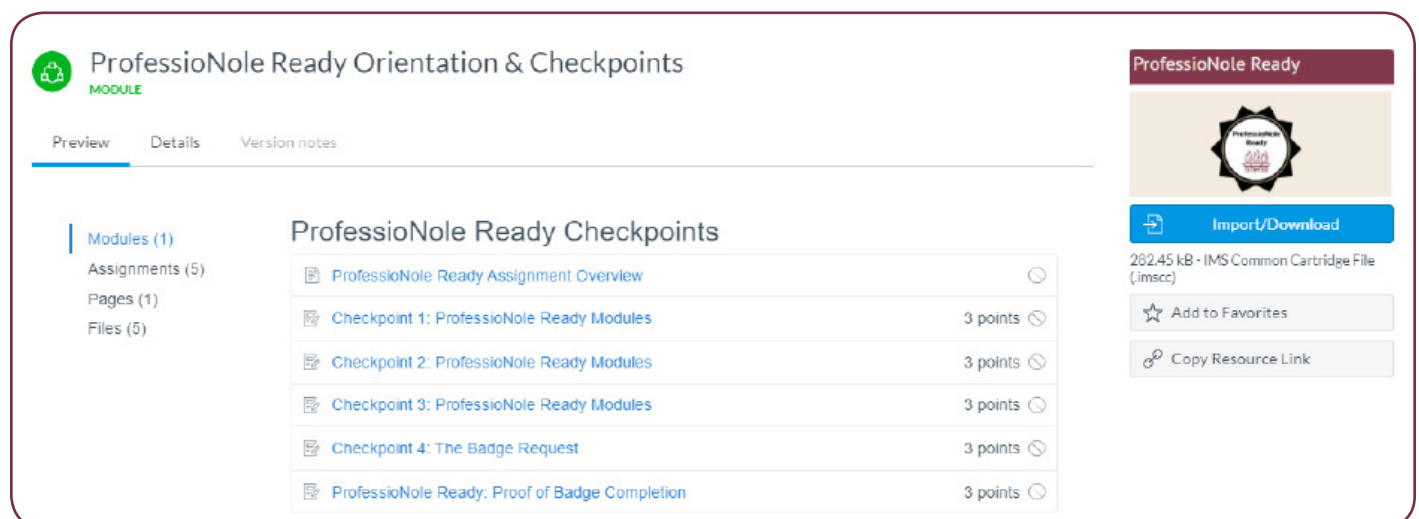 ProfessioNole Ready Orientation & Checkpoints
MODULE
Preview Details Version notes
Modules (1)
Assignments (5)
Pages (1)
Files (5)
ProfessioNole Ready Checkpoints
ProfessioNole Ready Assignment Overview
Checkpoint 1: ProfessioNole Ready Modules 3 points
Checkpoint 2: ProfessioNole Ready Modules 3 points
Checkpoint 3: ProfessioNole Ready Modules 3 points
Checkpoint 4: The Badge Request 3 points
ProfessioNole Ready: Proof of Badge Completion 3 points
ProfessioNole Ready
ProfessioNole
Ready
Import/Download
282.45 kB - IMS Common Cartridge File
(.imscc)
Add to Favorites
Copy Resource Link